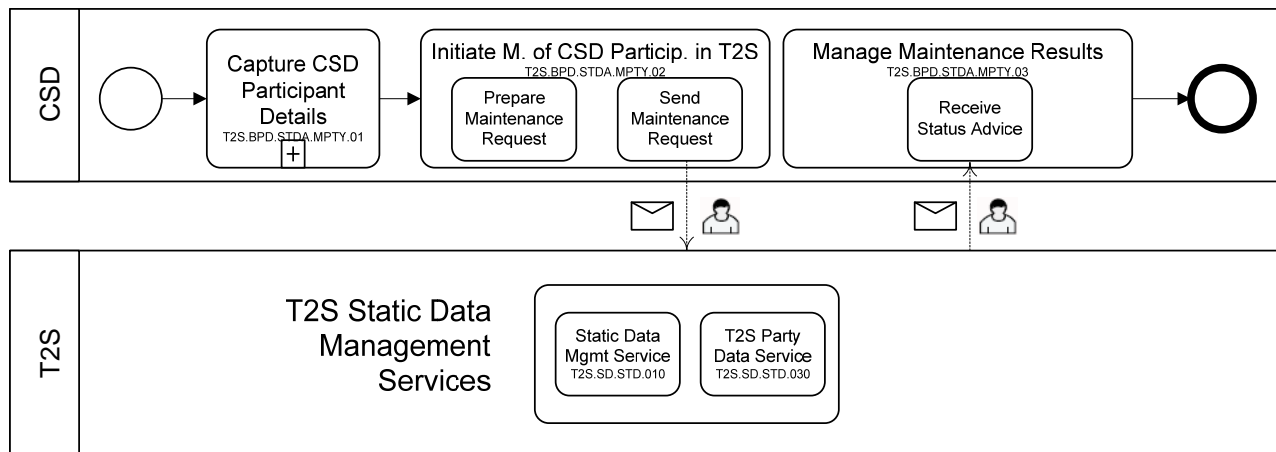 CSD
Capture CSD
Participant
Details
T2S.BPD.STDA.MPTY.01
+
Initiate M. of CSD Particip. in T2S
T2S.BPD.STDA.MPTY.02
Prepare
Maintenance
Request
Send
Maintenance
Request
Manage Maintenance Results
T2S.BPD.STDA.MPTY.03
Receive
Status Advice
T2S
T2S Static Data
Management
Services
Static Data
Mgmt Service
T2S.SD.STD.010
T2S Party
Data Service
T2S.SD.STD.030